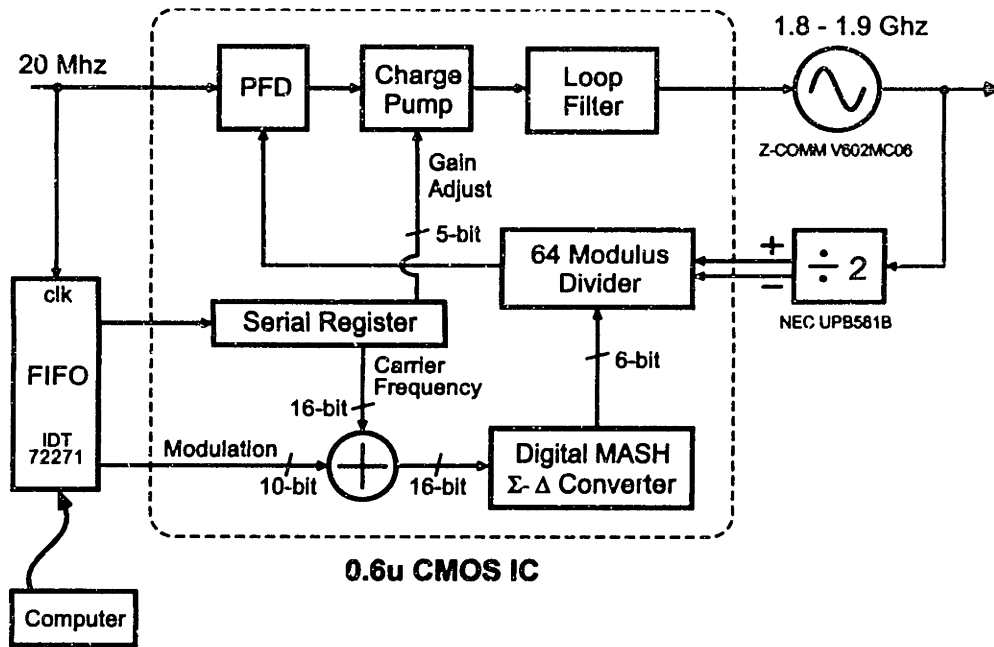 1.8 - 1.9 Ghz
20 Mhz
PFD
Charge
Pump
Loop
Filter
Z-COMM V602MC06
Gain
Adjust
5-bit
64 Modulus
Divider
+
−
÷ 2
NEC UPB581B
clk
FIFO
IDT
72271
Serial Register
Carrier
Frequency
16-bit
6-bit
Modulation
10-bit
+
16-bit
Digital MASH
Σ-Δ Converter
0.6u CMOS IC
Computer